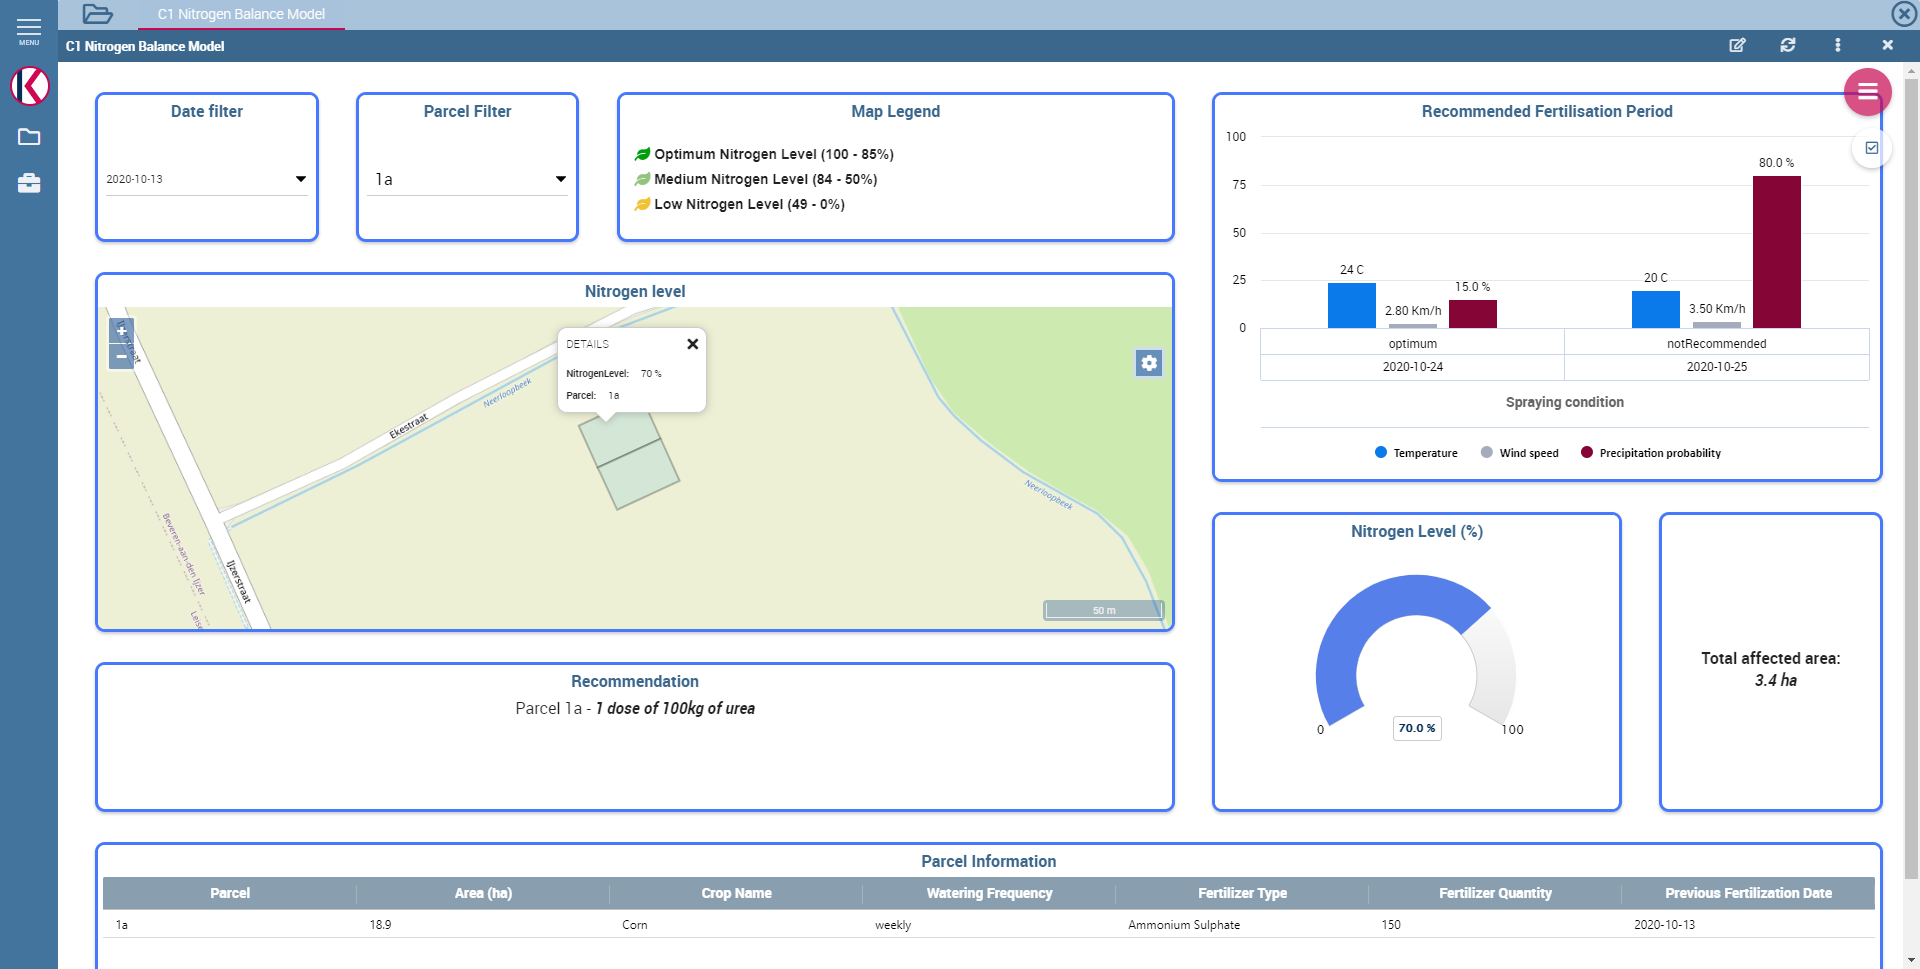 MENU
C1 Nitrogen Balance Model
C1 Nitrogen Balance Model
Date filter
2020-10-13
Parcel Filter
1a
Map Legend
Optimum Nitrogen Level (100 - 85%)
Medium Nitrogen Level (84 - 50%)
Low Nitrogen Level (49 - 0%)
Recommended Fertilisation Period
100
75
50
25
0
24 C
2.80 Km/h
15.0 %
20 C
3.50 Km/h
80.0 %
optimum
notRecommended
2020-10-24
2020-10-25
Spraying condition
Temperature
Wind speed
Precipitation probability
Nitrogen level
+
−
DETAILS
NitrogenLevel: 70 %
Parcel: 1a
Ekestraat
Neerloopbeek
Neerloopbeek
Beveren-aan-den Ijzer
Ijzerstraat
50 m
Nitrogen Level (%)
0
70.0 %
100
Total affected area:
3.4 ha
Recommendation
Parcel 1a - 1 dose of 100kg of urea
Parcel Information
Parcel Area (ha) Crop Name Watering Frequency Fertilizer Type Fertilizer Quantity Previous Fertilization Date
1a 18.9 Corn weekly Ammonium Sulphate 150 2020-10-13